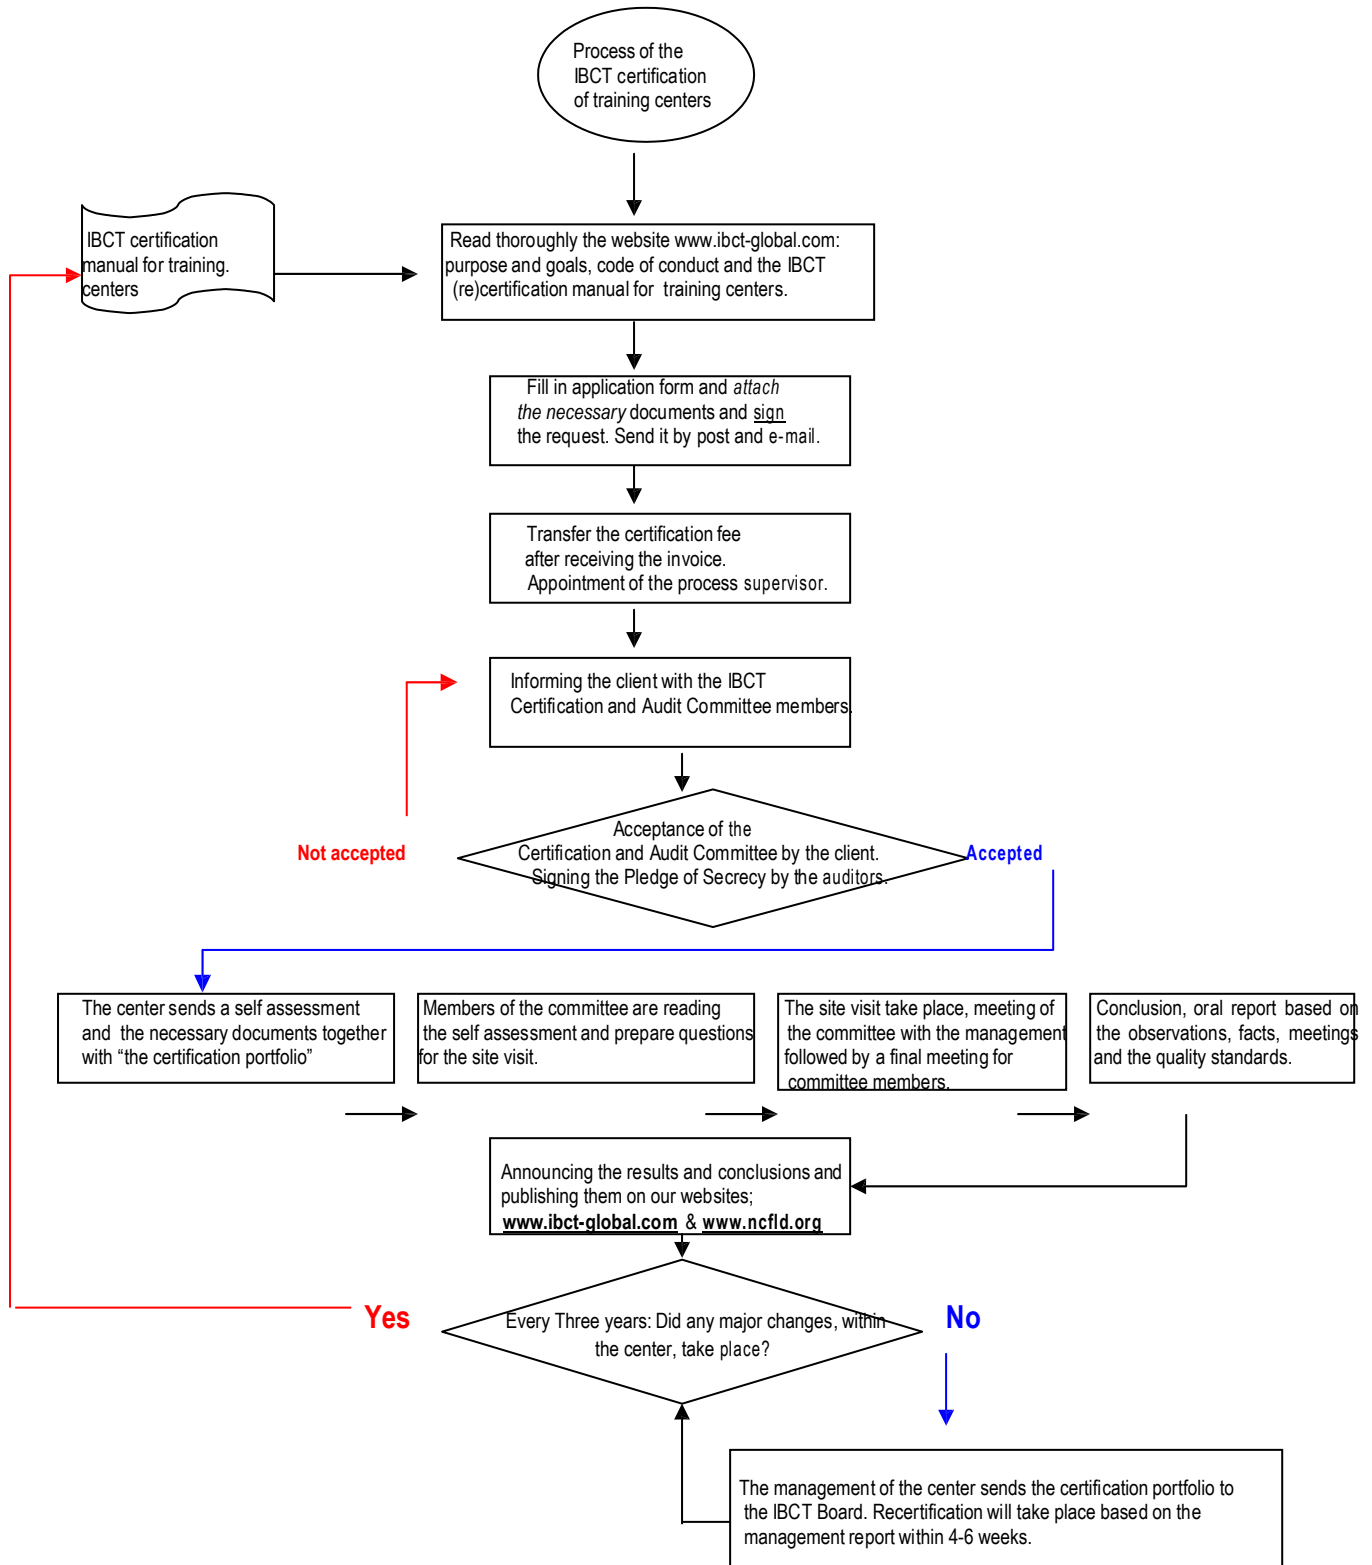 Process of the
IBCT certification
of training centers
IBCT certification
manual for training.
centers
Read thoroughly the website www.ibct-global.com:
purpose and goals, code of conduct and the IBCT
(re)certification manual for training centers.
Fill in application form and attach
the necessary documents and sign
the request. Send it by post and e-mail.
Transfer the certification fee
after receiving the invoice.
Appointment of the process supervisor.
Informing the client with the IBCT
Certification and Audit Committee members.
Acceptance of the
Certification and Audit Committee by the client.
Signing the Pledge of Secrecy by the auditors.
Not accepted
Accepted
The center sends a self assessment
and the necessary documents together
with “the certification portfolio”
Members of the committee are reading
the self assessment and prepare questions
for the site visit.
The site visit take place, meeting of
the committee with the management
followed by a final meeting for
committee members.
Conclusion, oral report based on
the observations, facts, meetings
and the quality standards.
Announcing the results and conclusions and
publishing them on our websites;
www.ibct-global.com & www.ncfld.org
Every Three years: Did any major changes, within
the center, take place?
Yes
No
The management of the center sends the certification portfolio to
the IBCT Board. Recertification will take place based on the
management report within 4-6 weeks.